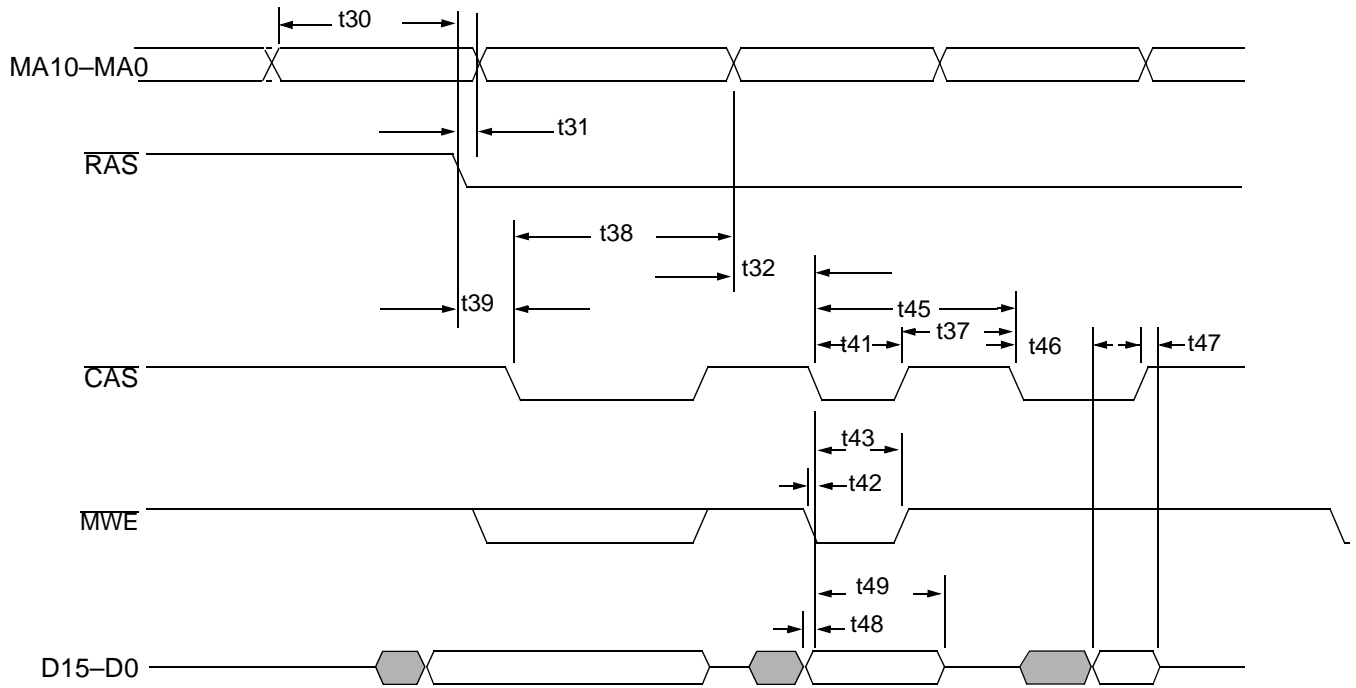 t30
MA10–MA0
t31
RAS
t38
t32
t39
t45
t37
t41
t46
t47
CAS
t43
t42
MWE
t49
t48
D15–D0